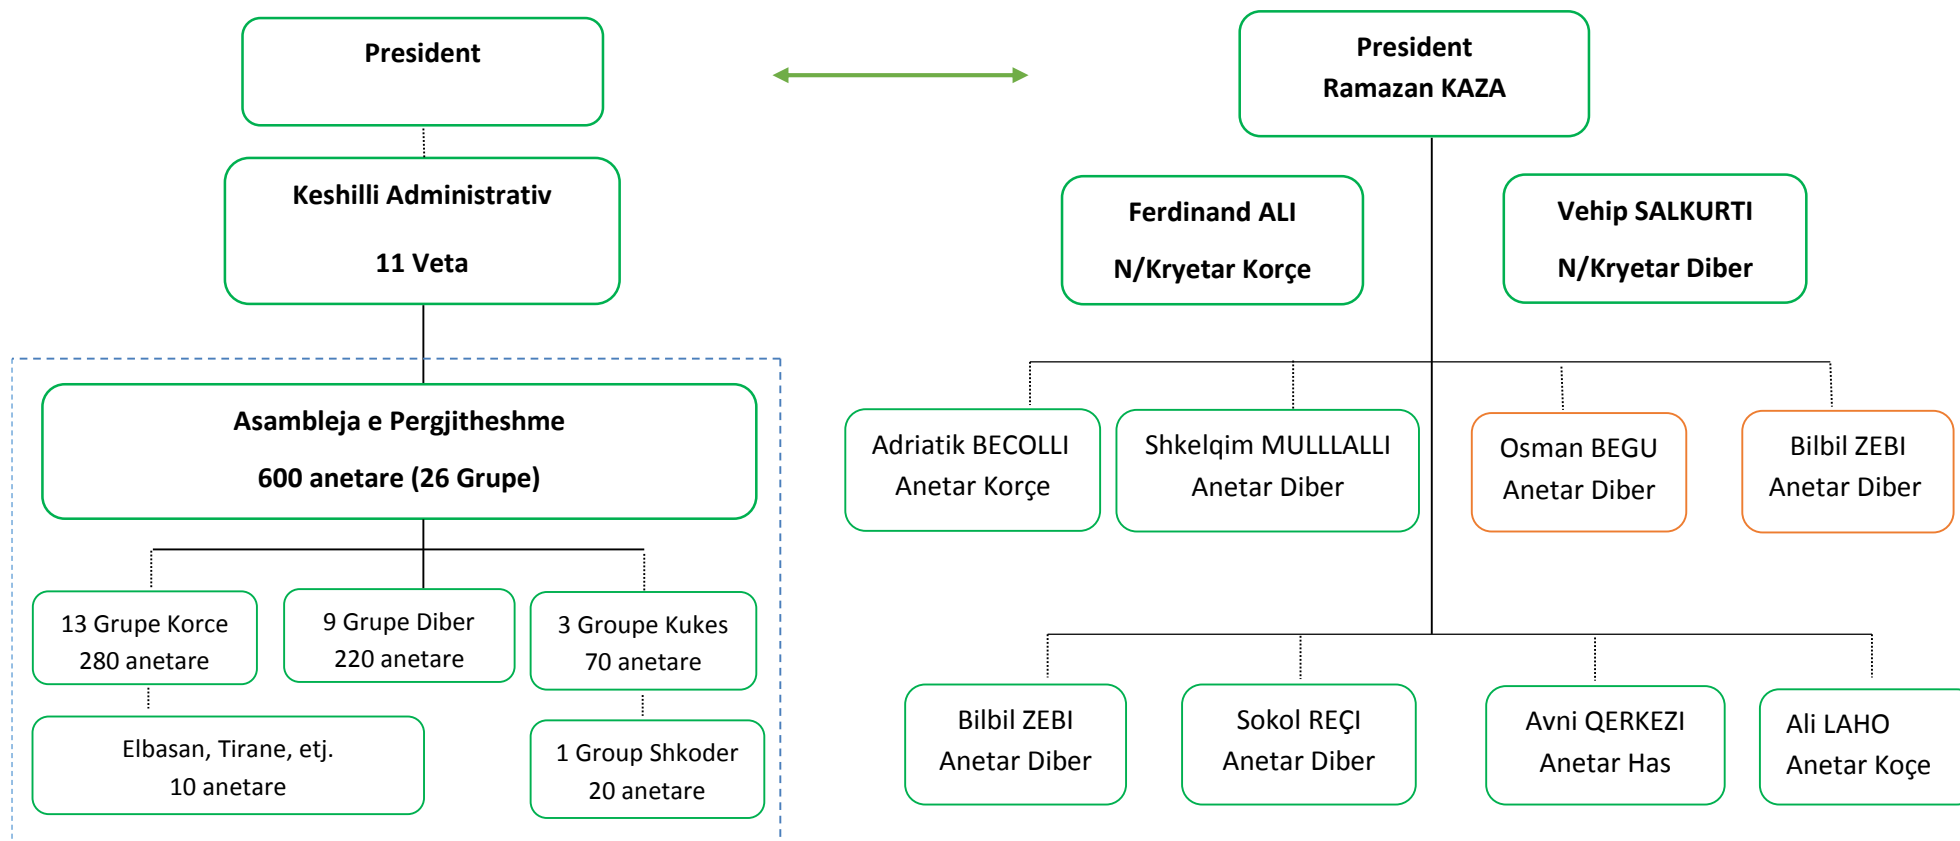 President
Keshilli Administrativ
11 Veta
Asambleja e Pergjitheshme
600 anetare (26 Grupe)
13 Grupe Korce
280 anetare
9 Grupe Diber
220 anetare
3 Groupe Kukes
70 anetare
Elbasan, Tirane, etj.
10 anetare
1 Group Shkoder
20 anetare
President
Ramazan KAZA
Ferdinand ALI
N/Kryetar Korçe
Vehip SALKURTI
N/Kryetar Diber
Adriatik BECOLLI
Anetar Korçe
Shkelqim MULLLALLI
Anetar Diber
Osman BEGU
Anetar Diber
Bilbil ZEBI
Anetar Diber
Bilbil ZEBI
Anetar Diber
Sokol REÇI
Anetar Diber
Avni QERKEZI
Anetar Has
Ali LAHO
Anetar Koçe